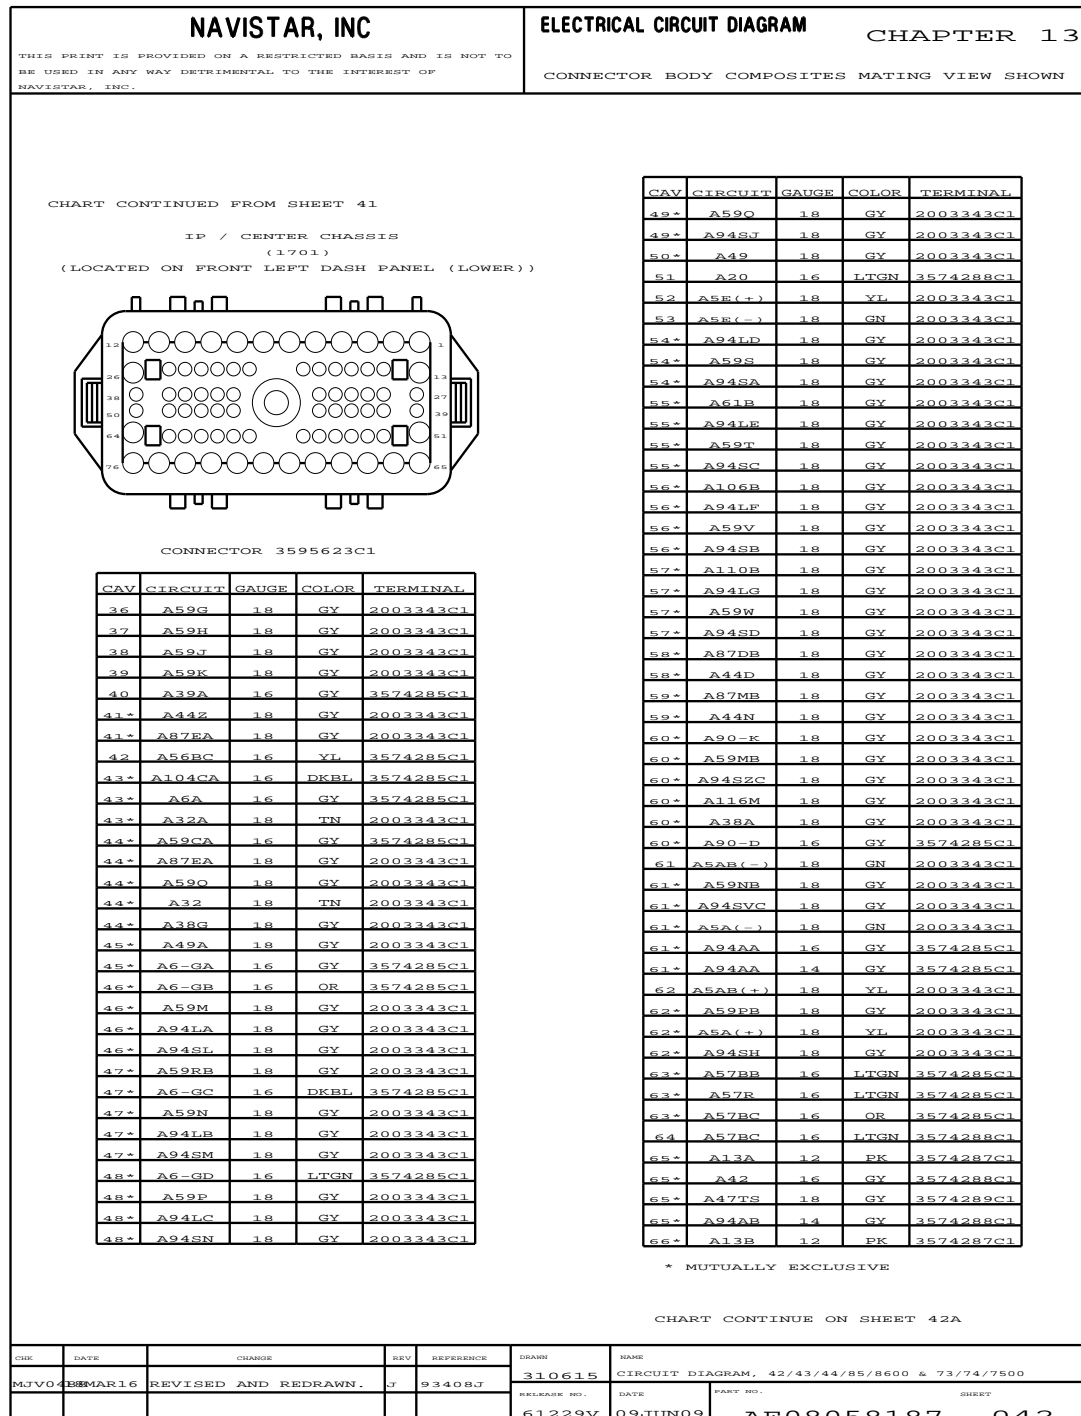 NAVISTAR, INC
THIS PRINT IS PROVIDED ON A RESTRICTED BASIS AND IS NOT TO
BE USED IN ANY WAY DETRIMENTAL TO THE INTEREST OF
NAVISTAR, INC.
ELECTRICAL CIRCUIT DIAGRAM
CHAPTER 13
CONNECTOR BODY COMPOSITES MATING VIEW SHOWN
CHART CONTINUED FROM SHEET 41
IP / CENTER CHASSIS
(1701)
(LOCATED ON FRONT LEFT DASH PANEL (LOWER))
12 1
26 13
38 27
50 39
64 51
76 65
CONNECTOR 3595623C1
CAV CIRCUIT GAUGE COLOR TERMINAL
36 A59G 18 GY 2003343C1
37 A59H 18 GY 2003343C1
38 A59J 18 GY 2003343C1
39 A59K 18 GY 2003343C1
40 A39A 16 GY 3574285C1
41* A44Z 18 GY 2003343C1
41* A87EA 18 GY 2003343C1
42 A56BC 16 YL 3574285C1
43* A104CA 16 DKBL 3574285C1
43* A6A 16 GY 3574285C1
43* A32A 18 TN 2003343C1
44* A59CA 16 GY 3574285C1
44* A87EA 18 GY 2003343C1
44* A59Q 18 GY 2003343C1
44* A32 18 TN 2003343C1
44* A38G 18 GY 2003343C1
45* A49A 18 GY 2003343C1
45* A6-GA 16 GY 3574285C1
46* A6-GB 16 OR 3574285C1
46* A59M 18 GY 2003343C1
46* A94LA 18 GY 2003343C1
46* A94SL 18 GY 2003343C1
47* A59RB 18 GY 2003343C1
47* A6-GC 16 DKBL 3574285C1
47* A59N 18 GY 2003343C1
47* A94LB 18 GY 2003343C1
47* A94SM 18 GY 2003343C1
48* A6-GD 16 LTGN 3574285C1
48* A59P 18 GY 2003343C1
48* A94LC 18 GY 2003343C1
48* A94SN 18 GY 2003343C1
CAV CIRCUIT GAUGE COLOR TERMINAL
49* A59Q 18 GY 2003343C1
49* A94SJ 18 GY 2003343C1
50* A49 18 GY 2003343C1
51 A20 16 LTGN 3574288C1
52 A5E(+) 18 YL 2003343C1
53 A5E(-) 18 GN 2003343C1
54* A94LD 18 GY 2003343C1
54* A59S 18 GY 2003343C1
54* A94SA 18 GY 2003343C1
55* A61B 18 GY 2003343C1
55* A94LE 18 GY 2003343C1
55* A59T 18 GY 2003343C1
55* A94SC 18 GY 2003343C1
56* A106B 18 GY 2003343C1
56* A94LF 18 GY 2003343C1
56* A59V 18 GY 2003343C1
56* A94SB 18 GY 2003343C1
57* A110B 18 GY 2003343C1
57* A94LG 18 GY 2003343C1
57* A59W 18 GY 2003343C1
57* A94SD 18 GY 2003343C1
58* A87DB 18 GY 2003343C1
58* A44D 18 GY 2003343C1
59* A87MB 18 GY 2003343C1
59* A44N 18 GY 2003343C1
60* A90-K 18 GY 2003343C1
60* A59MB 18 GY 2003343C1
60* A94SZC 18 GY 2003343C1
60* A116M 18 GY 2003343C1
60* A38A 18 GY 2003343C1
60* A90-D 16 GY 3574285C1
61 A5AB(-) 18 GN 2003343C1
61* A59NB 18 GY 2003343C1
61* A94SVC 18 GY 2003343C1
61* A5A(-) 18 GN 2003343C1
61* A94AA 16 GY 3574285C1
61* A94AA 14 GY 3574285C1
62 A5AB(+) 18 YL 2003343C1
62* A59PB 18 GY 2003343C1
62* A5A(+) 18 YL 2003343C1
62* A94SH 18 GY 2003343C1
63* A57BB 16 LTGN 3574285C1
63* A57R 16 LTGN 3574285C1
63* A57BC 16 OR 3574285C1
64 A57BC 16 LTGN 3574288C1
65* A13A 12 PK 3574287C1
65* A42 16 GY 3574288C1
65* A47TS 18 GY 3574289C1
65* A94AB 14 GY 3574288C1
66* A13B 12 PK 3574287C1
* MUTUALLY EXCLUSIVE
CHART CONTINUE ON SHEET 42A
CHK DATE CHANGE REV REFERENCE
18MAR16 REVISED AND REDRAWN. J 93408J
DRAWN NAME
310615 CIRCUIT DIAGRAM, 42/43/44/85/8600 & 73/74/7500
RELEASE NO. DATE PART NO. SHEET
61229V 09JUN09 AE08058187 042